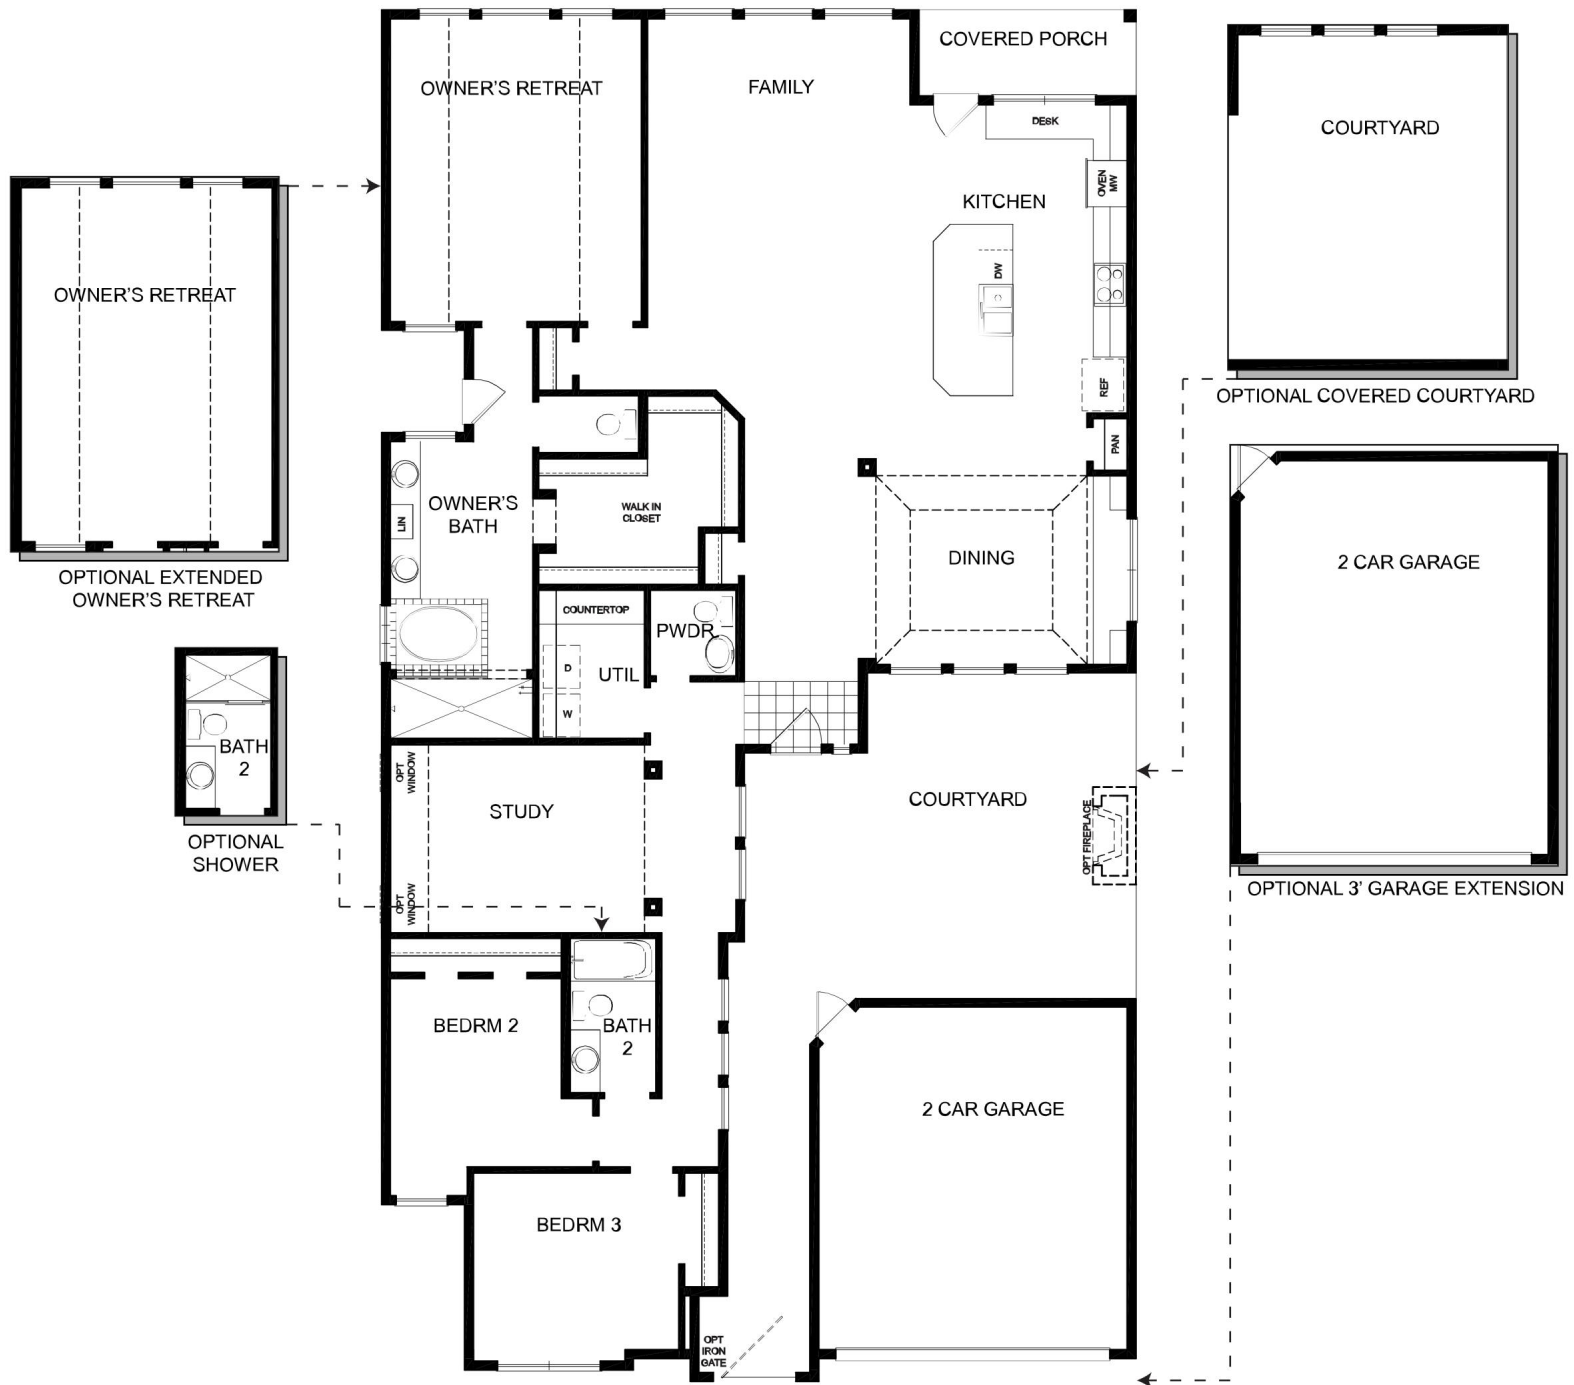 COVERED PORCH
OWNER'S RETREAT
FAMILY
DESK
COURTYARD
OVEN
MW
KITCHEN
DW
OWNER'S RETREAT
REF
OPTIONAL COVERED COURTYARD
PAN
OWNER'S
BATH
LIN
WALK IN
CLOSET
DINING
2 CAR GARAGE
OPTIONAL EXTENDED
OWNER'S RETREAT
COUNTERTOP
PWDR
UTIL
D
W
BATH
2
OPTIONAL
SHOWER
OPT
WINDOW
STUDY
COURTYARD
OPT FIREPLACE
OPT
WINDOW
OPTIONAL 3' GARAGE EXTENSION
BEDRM 2
BATH
2
2 CAR GARAGE
BEDRM 3
OPT
IRON
GATE